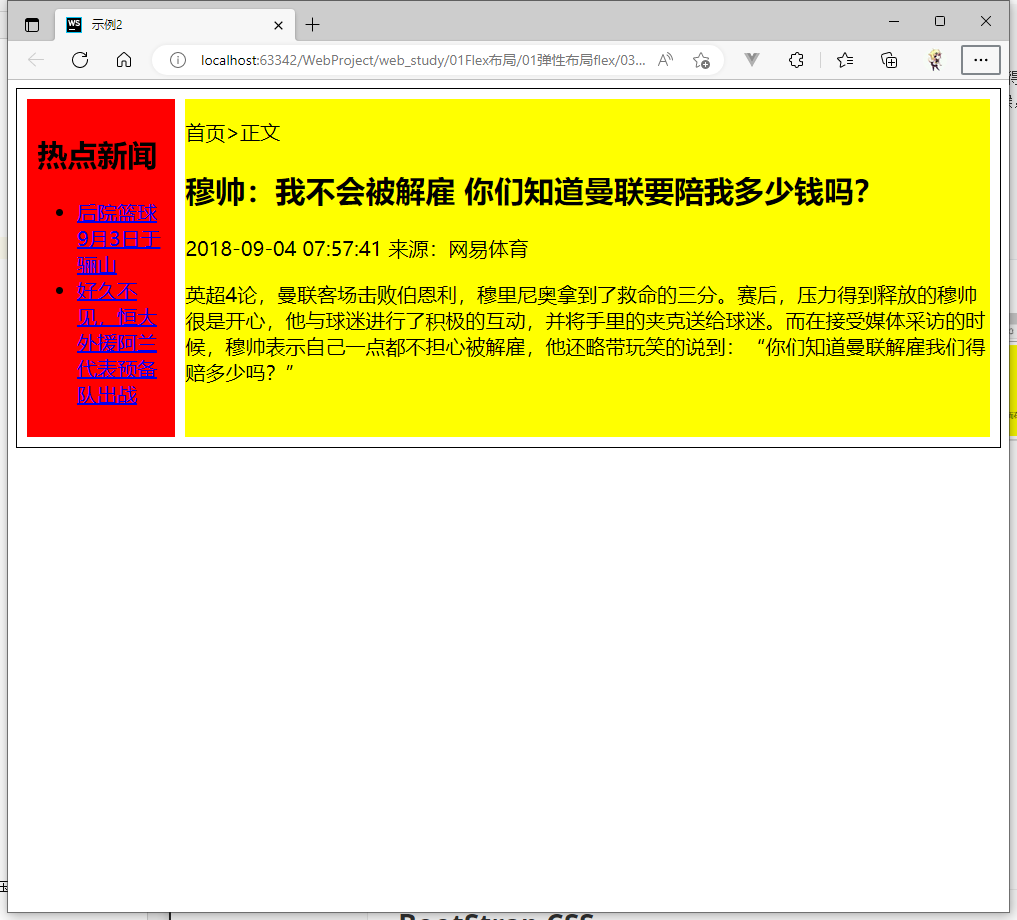 示例2
localhost:63342/WebProject/web_study/01Flex布局/01弹性布局flex/03...
热点新闻
后院篮球
9月3日于
骊山
好久不
见，恒大
外援阿兰
代表预备
队出战
首页>正文
穆帅：我不会被解雇 你们知道曼联要陪我多少钱吗？
2018-09-04 07:57:41 来源：网易体育
英超4论，曼联客场击败伯恩利，穆里尼奥拿到了救命的三分。赛后，压力得到释放的穆帅
很是开心，他与球迷进行了积极的互动，并将手里的夹克送给球迷。而在接受媒体采访的时
候，穆帅表示自己一点都不担心被解雇，他还略带玩笑的说到：“你们知道曼联解雇我们得
赔多少吗？”
BootStrap CSS